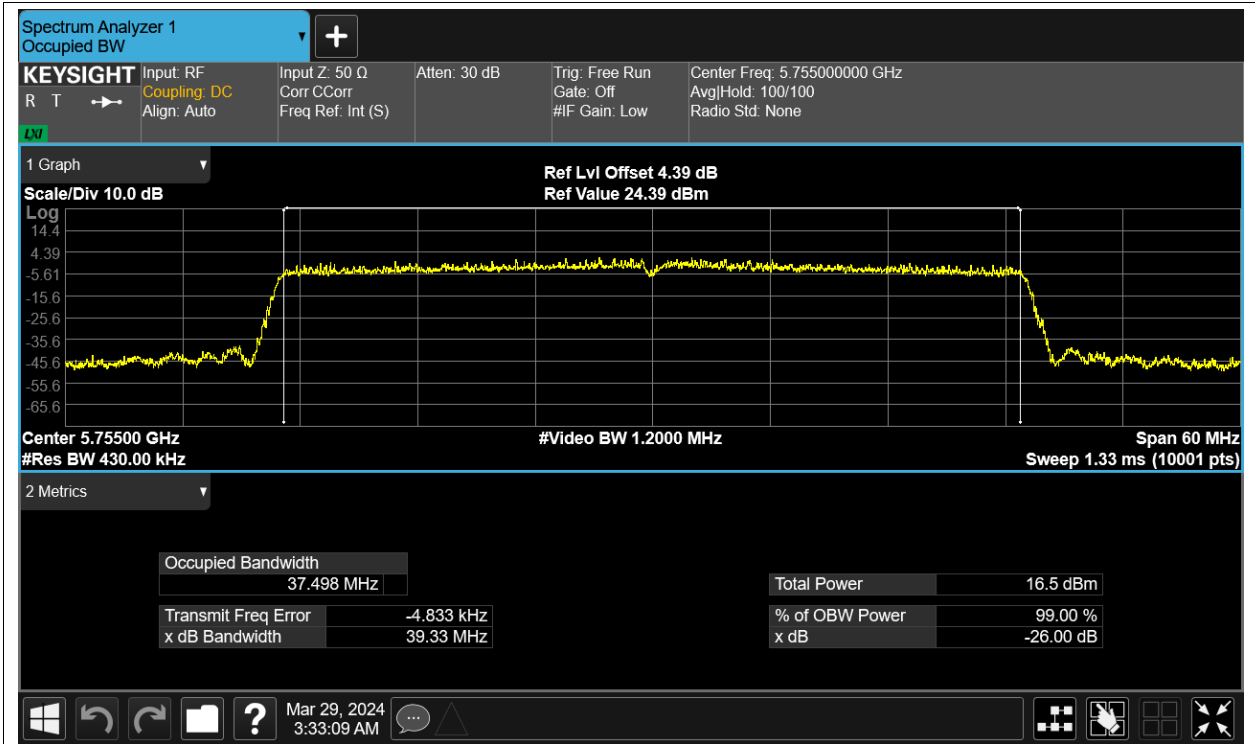 Spectrum Analyzer 1
Occupied BW
▼
+
KEYSIGHT
R T
LXI
Input: RF
Coupling: DC
Align: Auto
Input Z: 50 Ω
Corr CCorr
Freq Ref: Int (S)
Atten: 30 dB
Trig: Free Run
Gate: Off
#IF Gain: Low
Center Freq: 5.755000000 GHz
Avg|Hold: 100/100
Radio Std: None
1 Graph ▼
Scale/Div 10.0 dB
Ref Lvl Offset 4.39 dB
Ref Value 24.39 dBm
Log
14.4
4.39
-5.61
-15.6
-25.6
-35.6
-45.6
-55.6
-65.6
Center 5.75500 GHz
#Res BW 430.00 kHz
#Video BW 1.2000 MHz
Span 60 MHz
Sweep 1.33 ms (10001 pts)
2 Metrics ▼
Occupied Bandwidth
37.498 MHz
Transmit Freq Error -4.833 kHz
x dB Bandwidth 39.33 MHz
Total Power 16.5 dBm
% of OBW Power 99.00 %
x dB -26.00 dB
?
Mar 29, 2024
3:33:09 AM